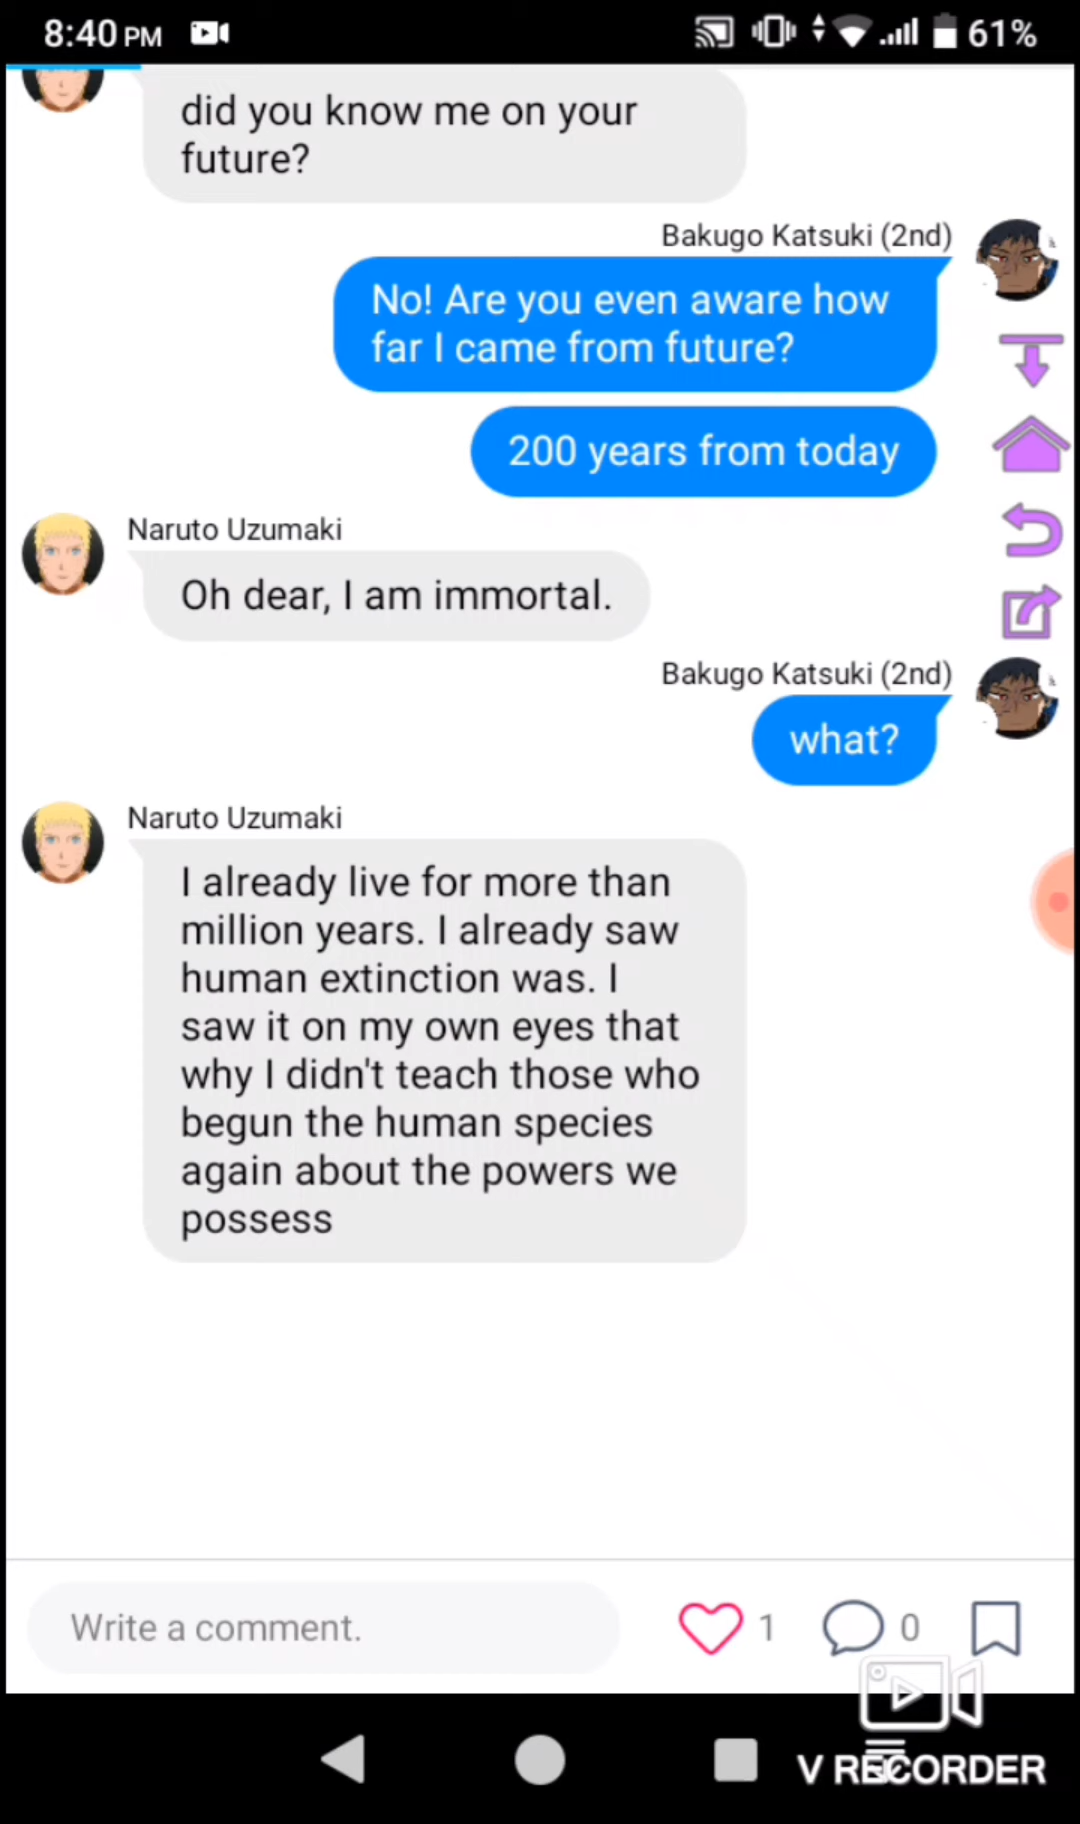 8:40 PM
61%
did you know me on your
future?
Bakugo Katsuki (2nd)
No! Are you even aware how
far I came from future?
200 years from today
Naruto Uzumaki
Oh dear, I am immortal.
Bakugo Katsuki (2nd)
what?
Naruto Uzumaki
I already live for more than
million years. I already saw
human extinction was. I
saw it on my own eyes that
why I didn't teach those who
begun the human species
again about the powers we
possess
Write a comment.
1
0
V RECORDER